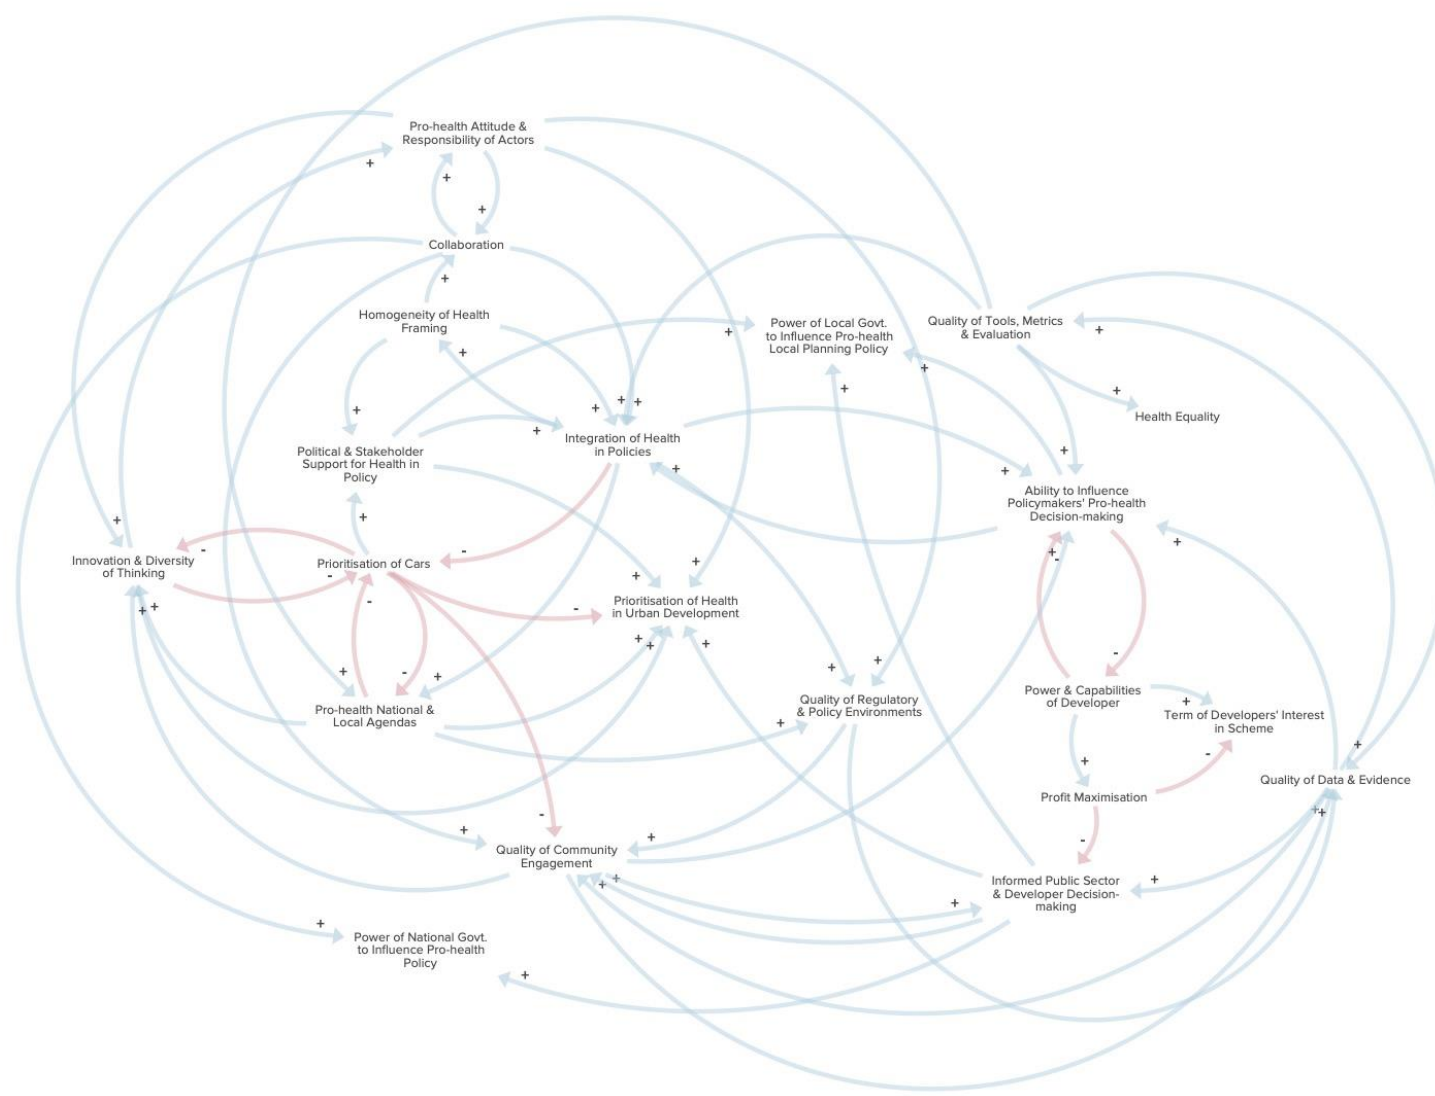 Pro-health Attitude &
Responsibility of Actors
Collaboration
Homogeneity of Health
Framing
Power of Local Govt.
to Influence Pro-health
Local Planning Policy
Quality of Tools, Metrics
& Evaluation
Health Equality
Integration of Health
in Policies
Political & Stakeholder
Support for Health in
Policy
Ability to Influence
Policymakers' Pro-health
Decision-making
Innovation & Diversity
of Thinking
Prioritisation of Cars
Prioritisation of Health
in Urban Development
Pro-health National &
Local Agendas
Quality of Regulatory
& Policy Environments
Power & Capabilities
of Developer
Term of Developers' Interest
in Scheme
Quality of Data & Evidence
Profit Maximisation
Quality of Community
Engagement
Informed Public Sector
& Developer Decision-
making
Power of National Govt.
to Influence Pro-health
Policy